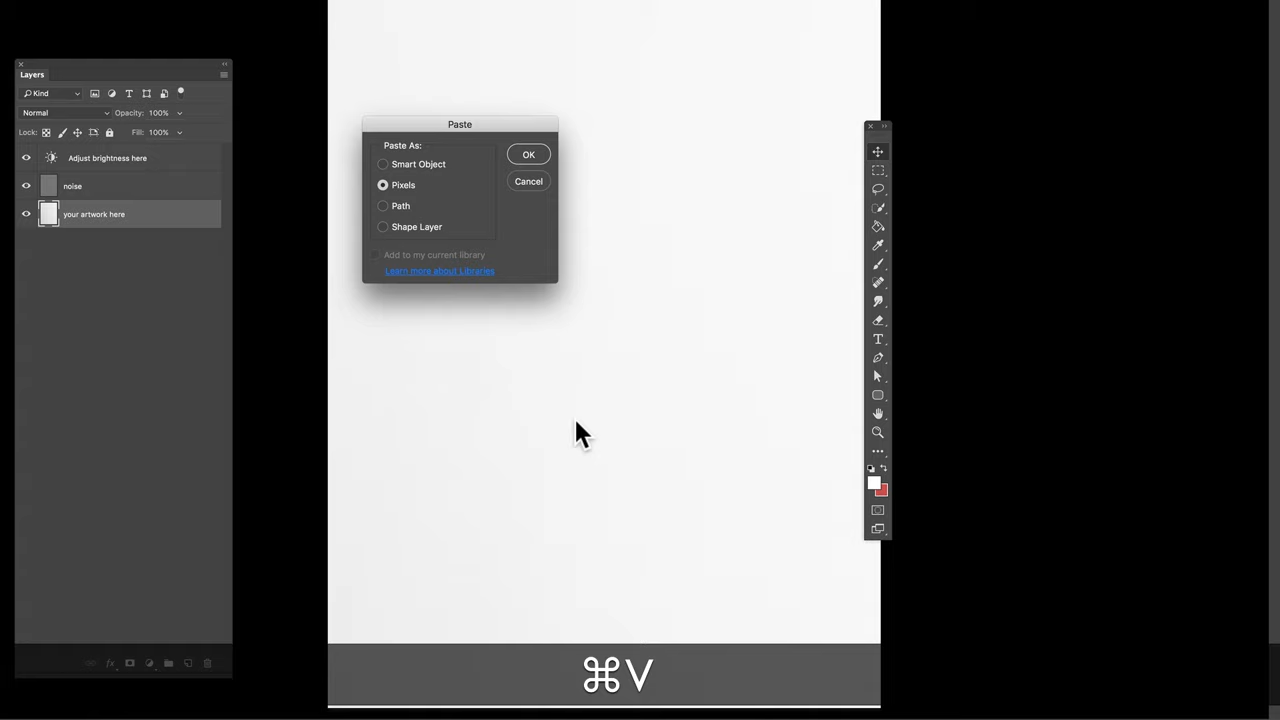 Layers
Kind
Normal
Opacity: 100%
Lock:
Fill: 100%
Adjust brightness here
noise
your artwork here
Paste
Paste As:
Smart Object
Pixels
Path
Shape Layer
OK
Cancel
Add to my current library
Learn more about Libraries
⌘V